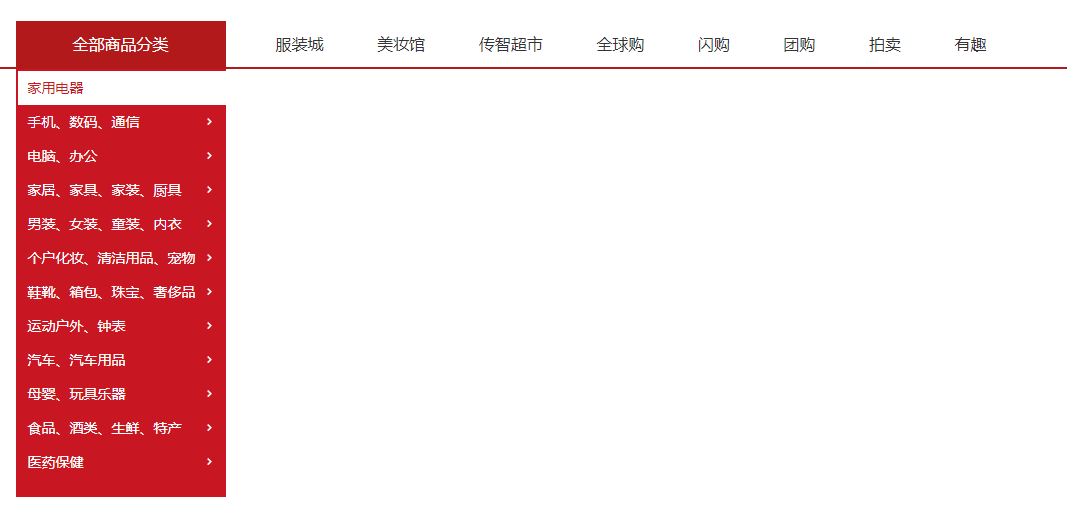 全部商品分类 服装城 美妆馆 传智超市 全球购 闪购 团购 拍卖 有趣
家用电器
手机、数码、通信
电脑、办公
家居、家具、家装、厨具
男装、女装、童装、内衣
个户化妆、清洁用品、宠物
鞋靴、箱包、珠宝、奢侈品
运动户外、钟表
汽车、汽车用品
母婴、玩具乐器
食品、酒类、生鲜、特产
医药保健